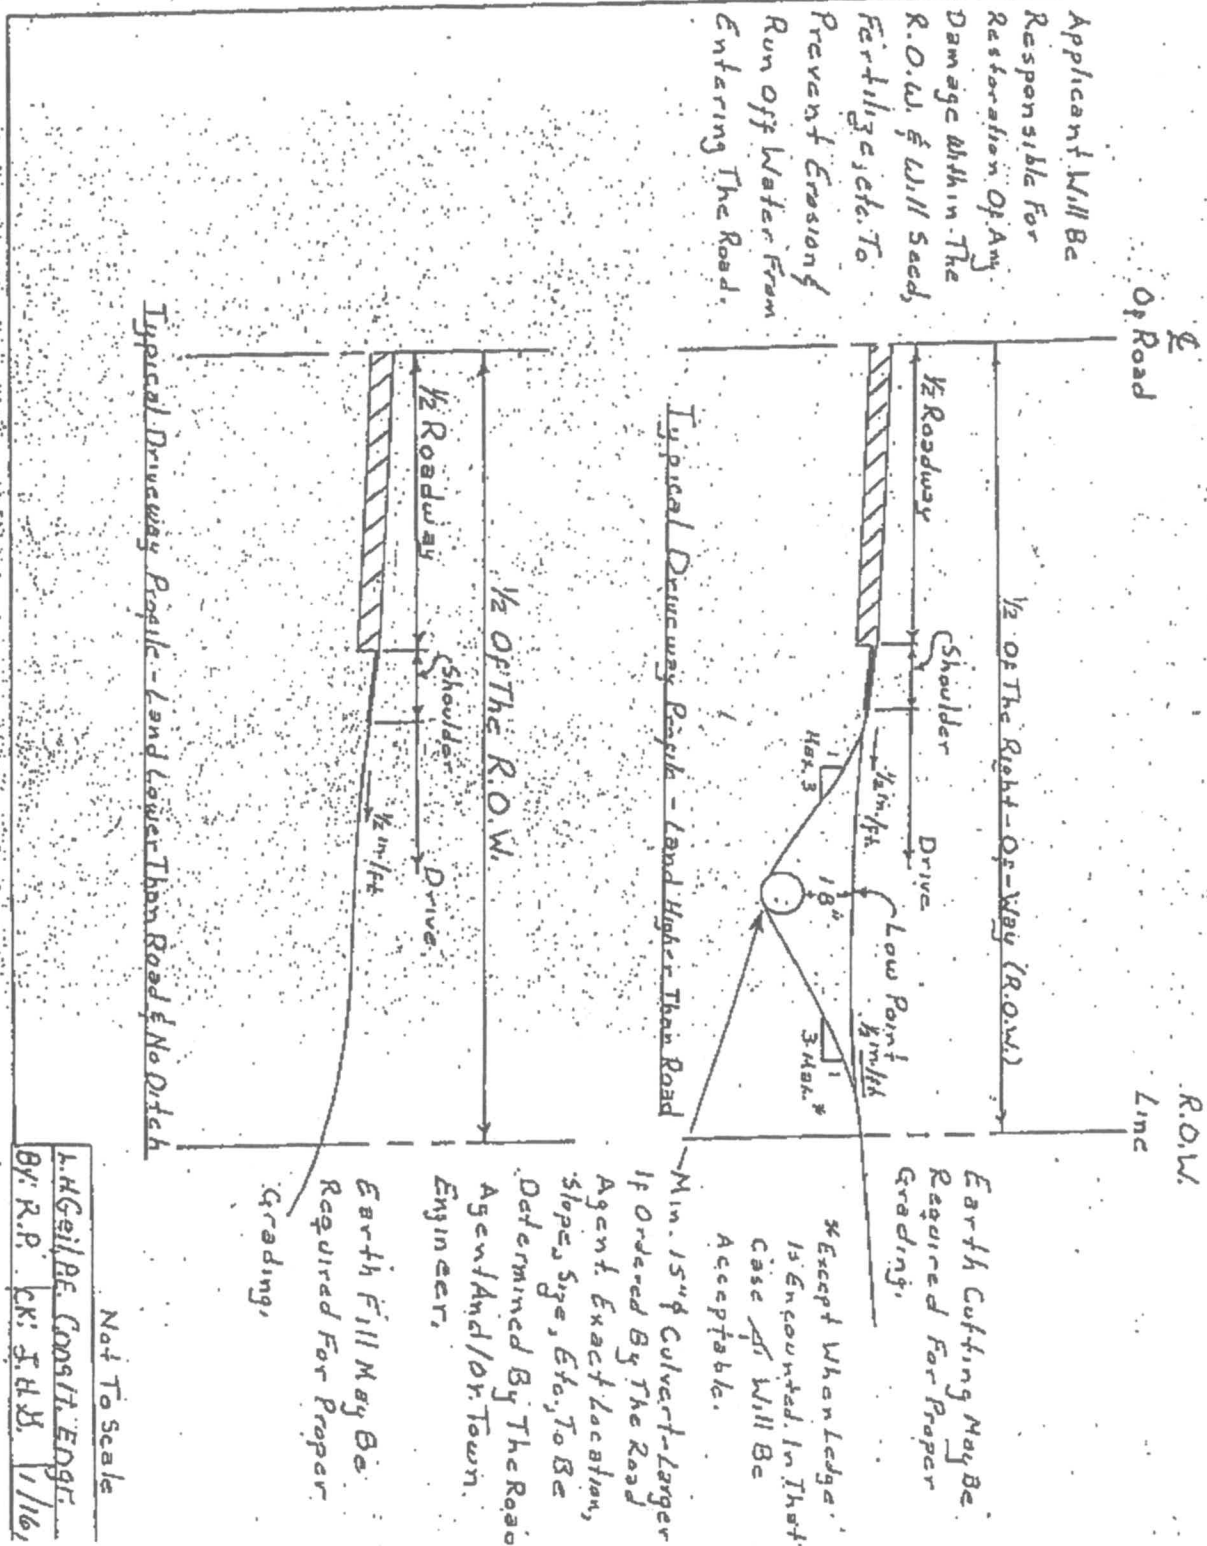 Applicant Will Be
Responsible For
Restoration Of Any
Damage Within The
R.O.W. & Will Seed,
Fertilize, etc. To
Prevent Erosion &
Run Off Water From
Entering The Road.
℄
Of Road
R.O.W.
Line
1/2 Of The Right-Of-Way (R.O.W.)
1/2 Roadway
Shoulder
Drive
Low Point
1/2 in/ft
1/2 in/ft
18"
1
Max. 3
1
3 Max. *
Typical Driveway Profile - Land Higher Than Road
Earth Cutting May Be
Required For Proper
Grading.
*Except When Ledge
Is Encounted. In That
Case Will Be
Acceptable.
Min. 15"ϕ Culvert-Larger
If Ordered By The Road
Agent. Exact Location,
Slope, Size, Etc., To Be
Determined By The Road
Agent And/Or Town
Engineer.
1/2 Of The R.O.W.
1/2 Roadway
Shoulder
Drive
1/2 in/ft
Earth Fill May Be
Required For Proper
Grading.
Typical Driveway Profile - Land Lower Than Road & No Ditch
Not To Scale
By: R.P.
CK:
1/16/